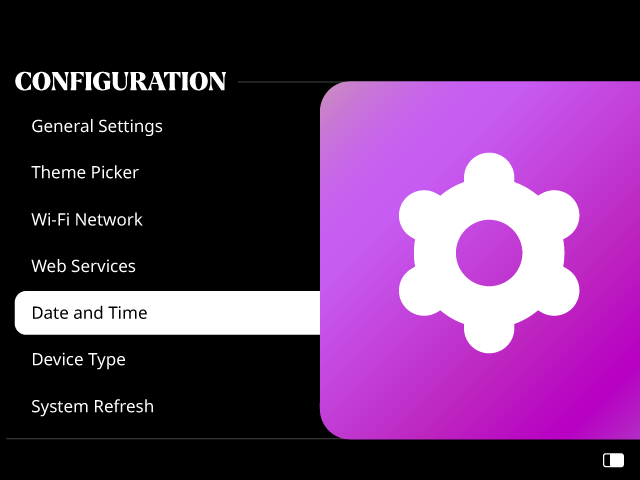 CONFIGURATION
General Settings
Theme Picker
Wi-Fi Network
Web Services
Date and Time
Device Type
System Refresh